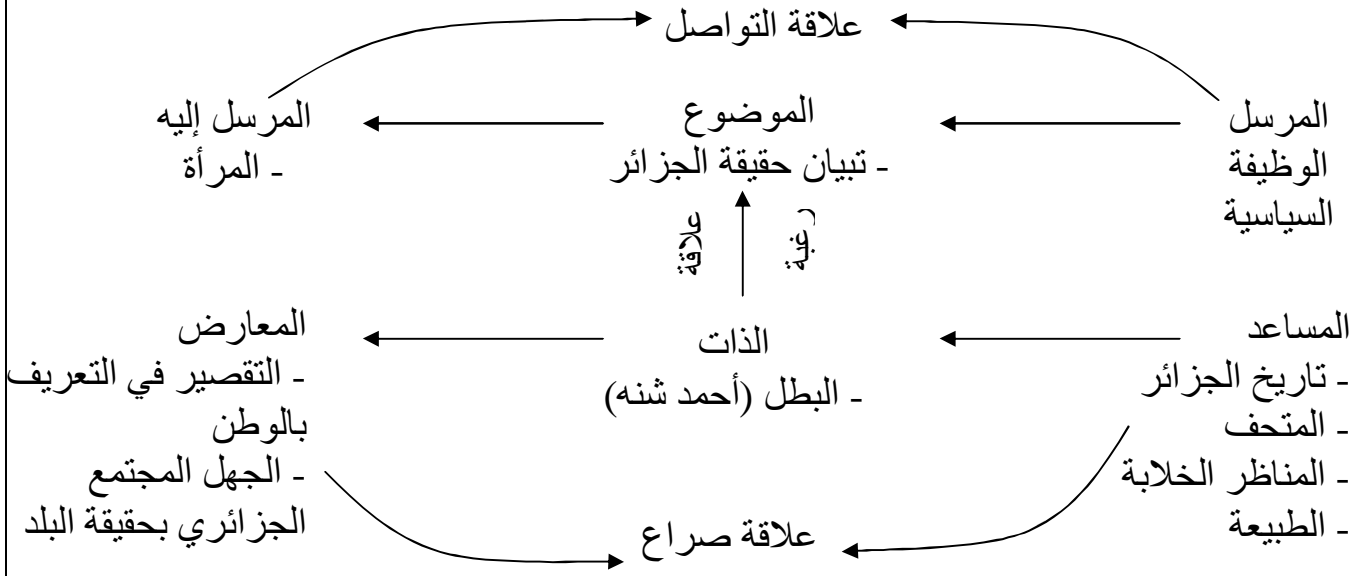 علاقة التواصل
المرسل
الوظيفة
السياسية
الموضوع
- تبيان حقيقة الجزائر
المرسل إليه
- المرأة
علاقة
رغبة
المساعد
- تاريخ الجزائر
- المتحف
- المناظر الخلابة
- الطبيعة
الذات
- البطل (أحمد شنه)
المعارض
- التقصير في التعريف
بالوطن
- الجهل المجتمع
الجزائري بحقيقة البلد
علاقة صراع